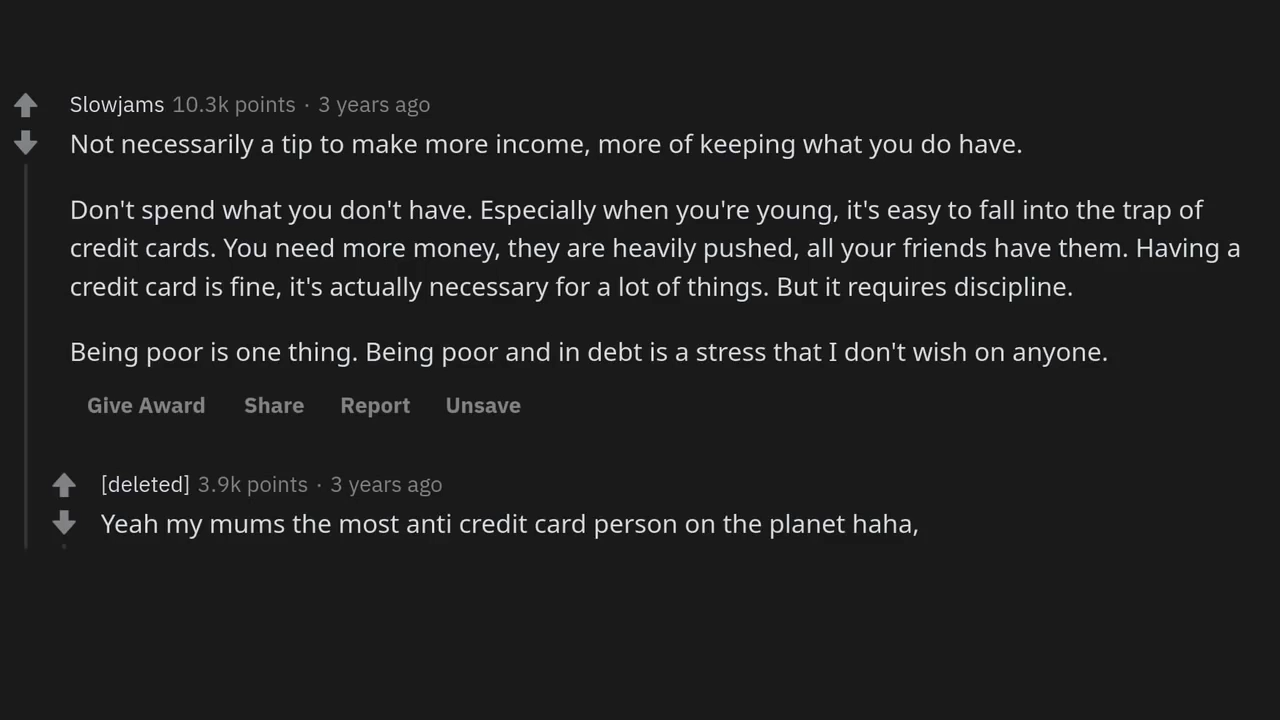 Slowjams 10.3k points · 3 years ago
Not necessarily a tip to make more income, more of keeping what you do have.
Don't spend what you don't have. Especially when you're young, it's easy to fall into the trap of
credit cards. You need more money, they are heavily pushed, all your friends have them. Having a
credit card is fine, it's actually necessary for a lot of things. But it requires discipline.
Being poor is one thing. Being poor and in debt is a stress that I don't wish on anyone.
Give Award Share Report Unsave
[deleted] 3.9k points · 3 years ago
Yeah my mums the most anti credit card person on the planet haha,